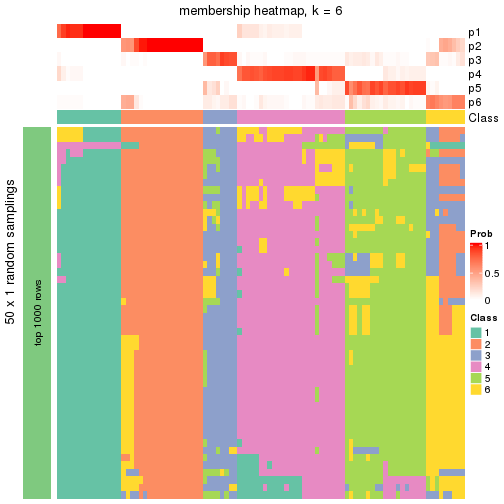 membership heatmap, k = 6
p1
p2
p3
p4
p5
p6
Class
50 x 1 random samplings
top 1000 rows
Prob
1
0.5
0
Class
1
2
3
4
5
6